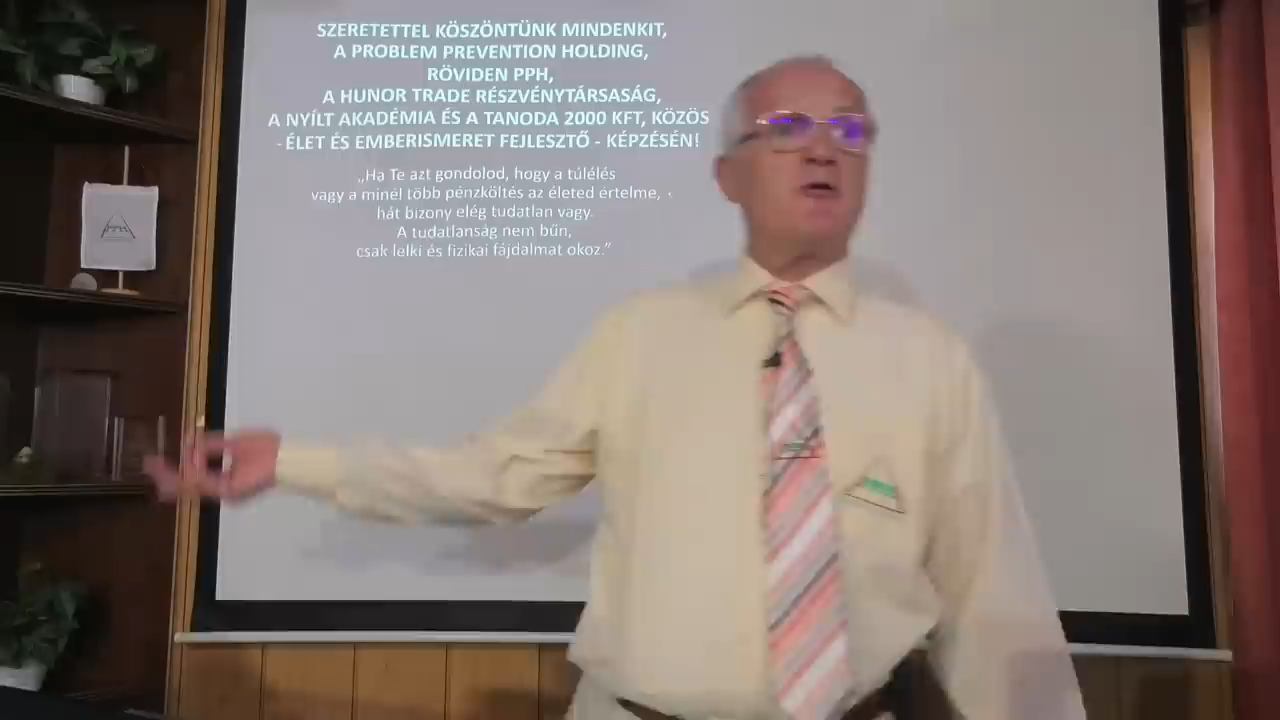 SZERETETTEL KÖSZÖNTÜNK MINDENKIT,
A PROBLEM PREVENTION HOLDING,
RÖVIDEN PPH,
A HUNOR TRADE RÉSZVÉNYTÁRSASÁG,
A NYÍLT AKADÉMIA ÉS A TANODA 2000 KFT, KÖZÖS
- ÉLET ÉS EMBERISMERET FEJLESZTŐ - KÉPZÉSÉN!
„Ha Te azt gondolod, hogy a túlélés
vagy a minél több pénzköltés az életed értelme,
hát bizony elég tudatlan vagy.
A tudatlanság nem bűn,
csak lelki és fizikai fájdalmat okoz.”